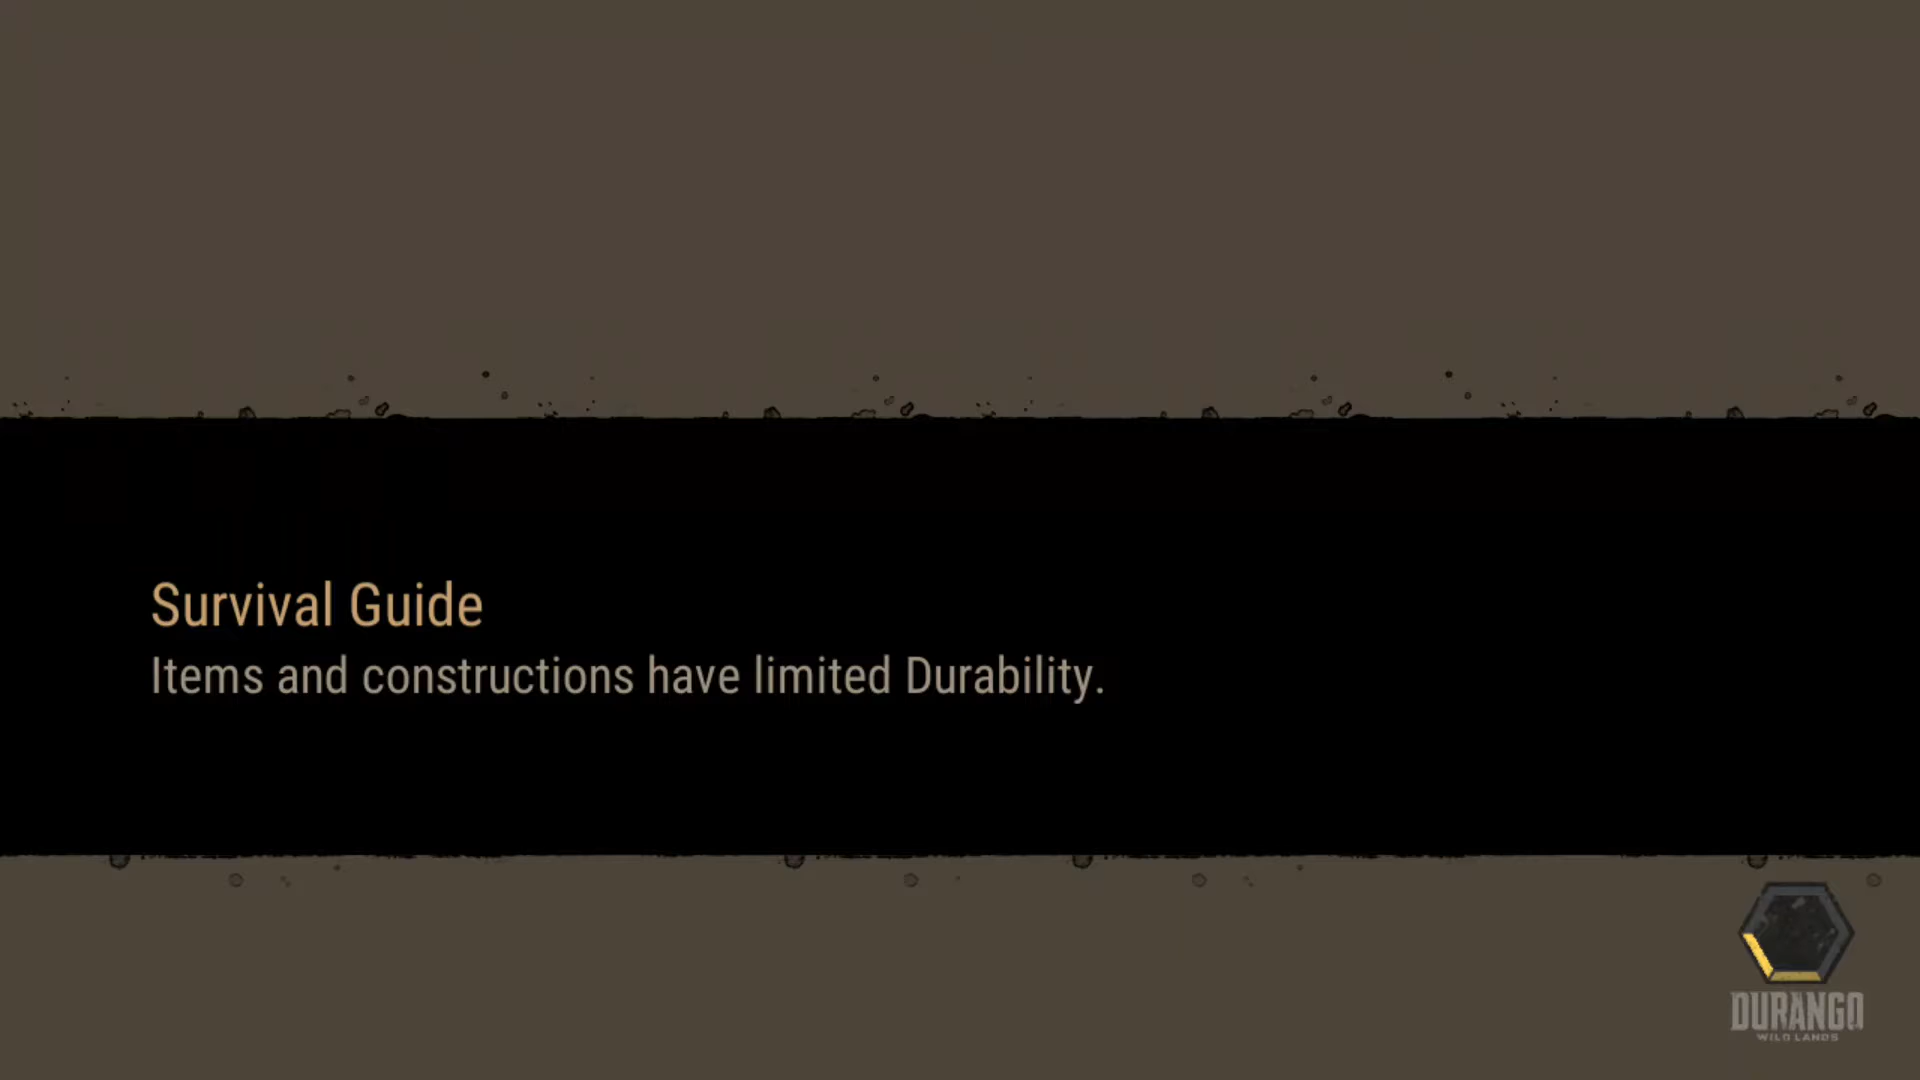 Survival Guide
Items and constructions have limited Durability.
DURANGO
WILD LANDS